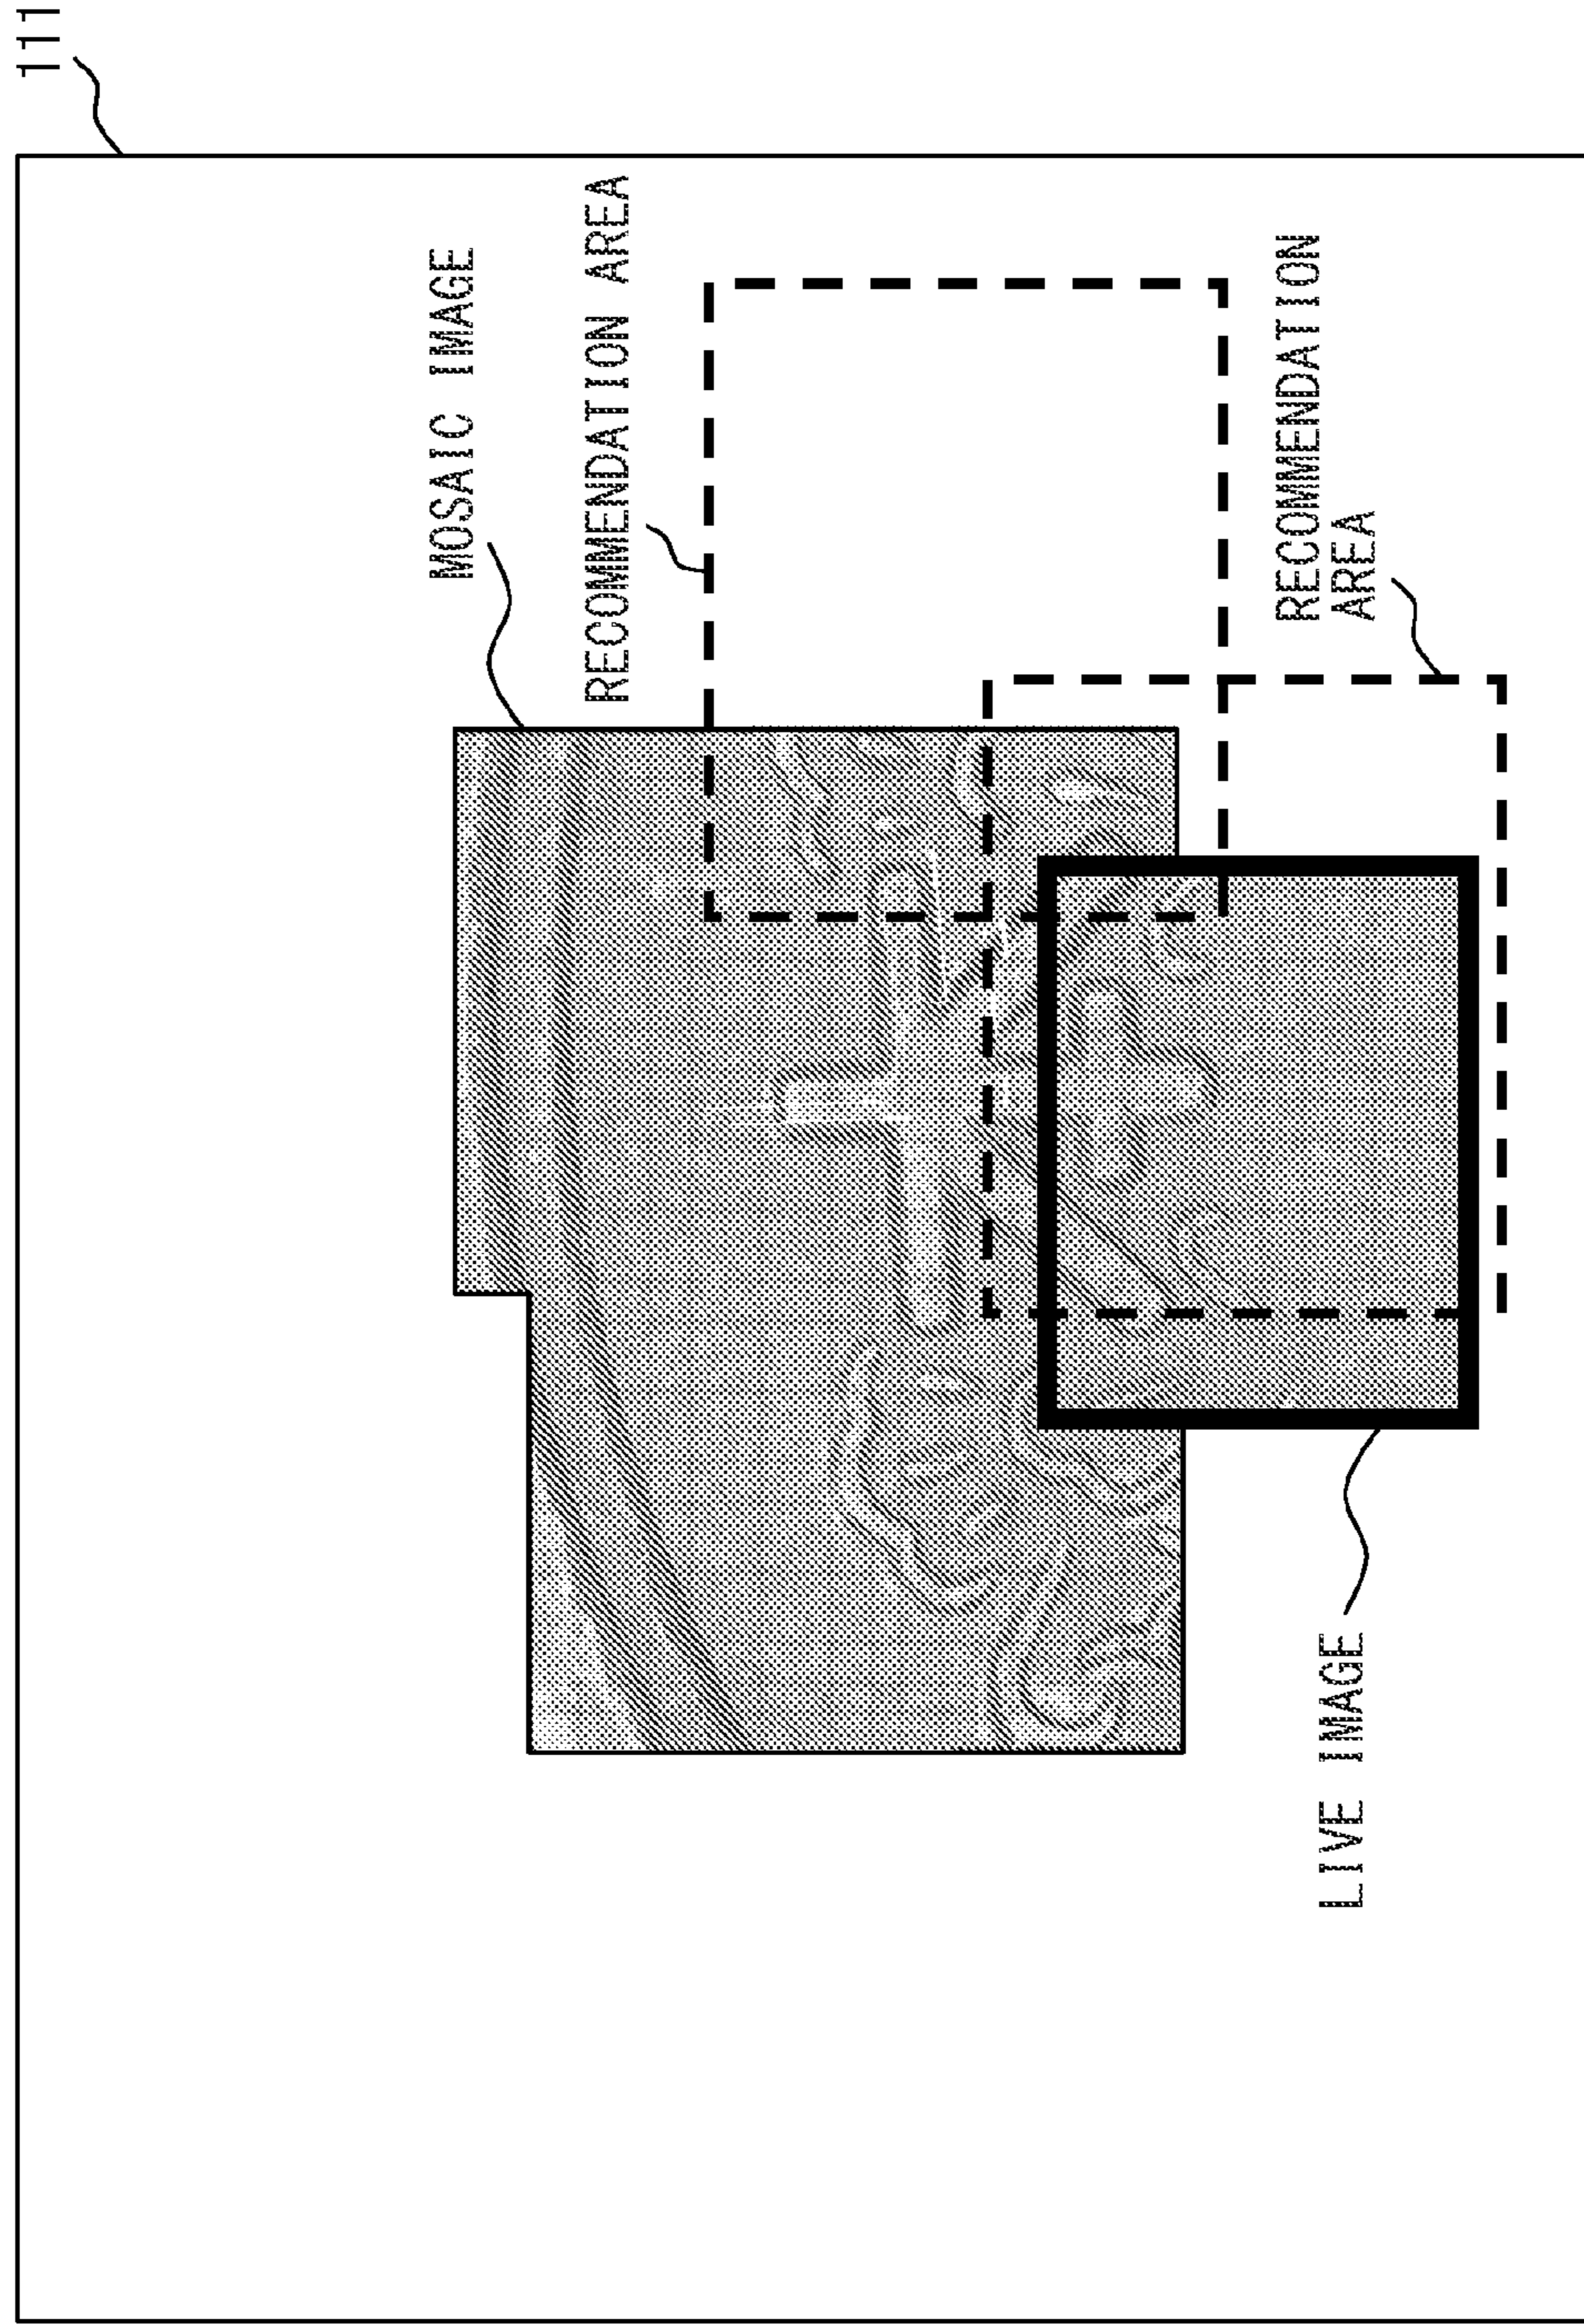 111
MOSAIC IMAGE
RECOMMENDATION AREA
RECOMMENDATION
AREA
LIVE IMAGE